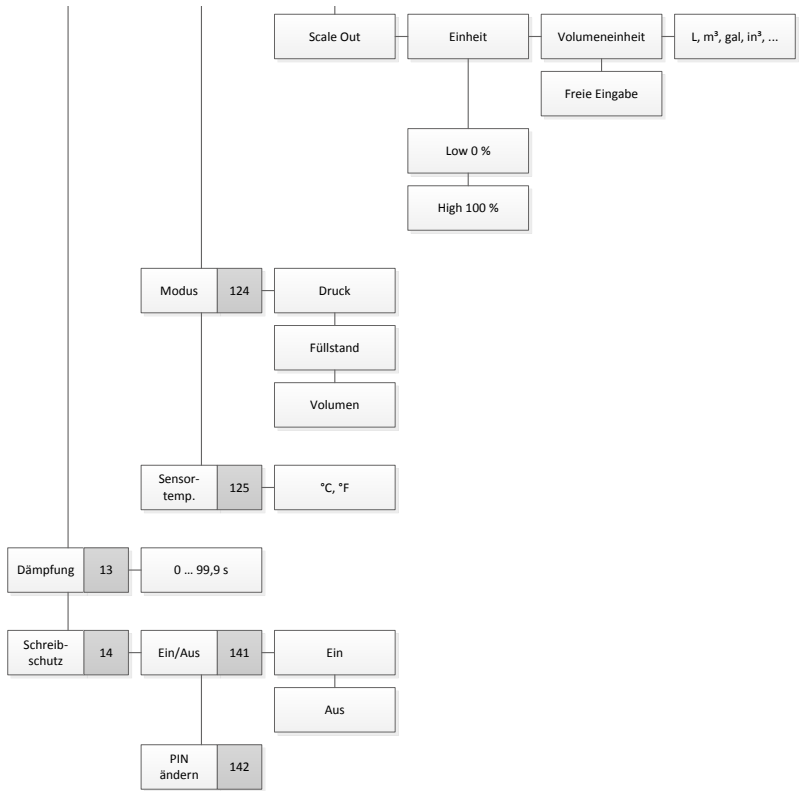 Scale Out
Einheit
Volumeneinheit
L, m³, gal, in³, ...
Freie Eingabe
Low 0 %
High 100 %
Modus
124
Druck
Füllstand
Volumen
Sensor-
temp.
125
°C, °F
Dämpfung
13
0 ... 99,9 s
Schreib-
schutz
14
Ein/Aus
141
Ein
Aus
PIN
ändern
142